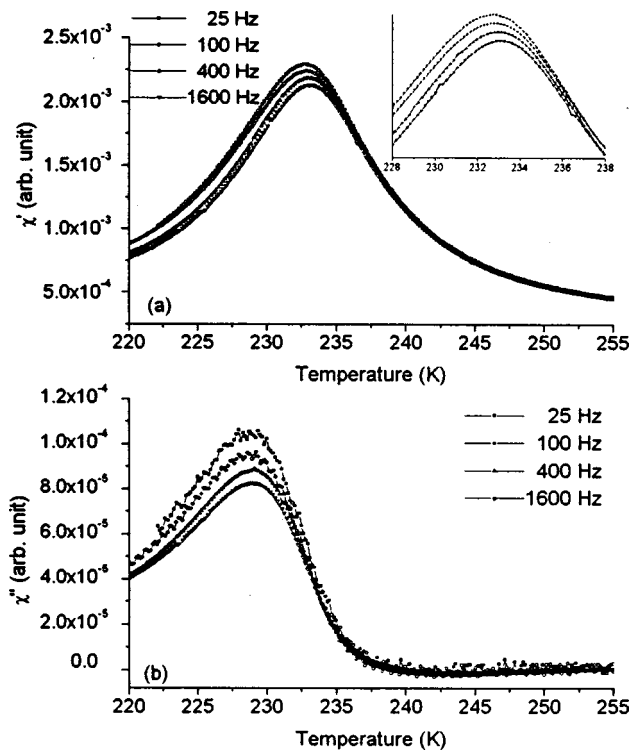 25 Hz
100 Hz
400 Hz
1600 Hz
2.5x10⁻³
2.0x10⁻³
1.5x10⁻³
1.0x10⁻³
5.0x10⁻⁴
χ' (arb. unit)
(a)
228 230 232 234 236 238
220 225 230 235 240 245 250 255
Temperature (K)
1.2x10⁻⁴
1.0x10⁻⁴
8.0x10⁻⁵
6.0x10⁻⁵
4.0x10⁻⁵
2.0x10⁻⁵
0.0
χ'' (arb. unit)
25 Hz
100 Hz
400 Hz
1600 Hz
(b)
220 225 230 235 240 245 250 255
Temperature (K)